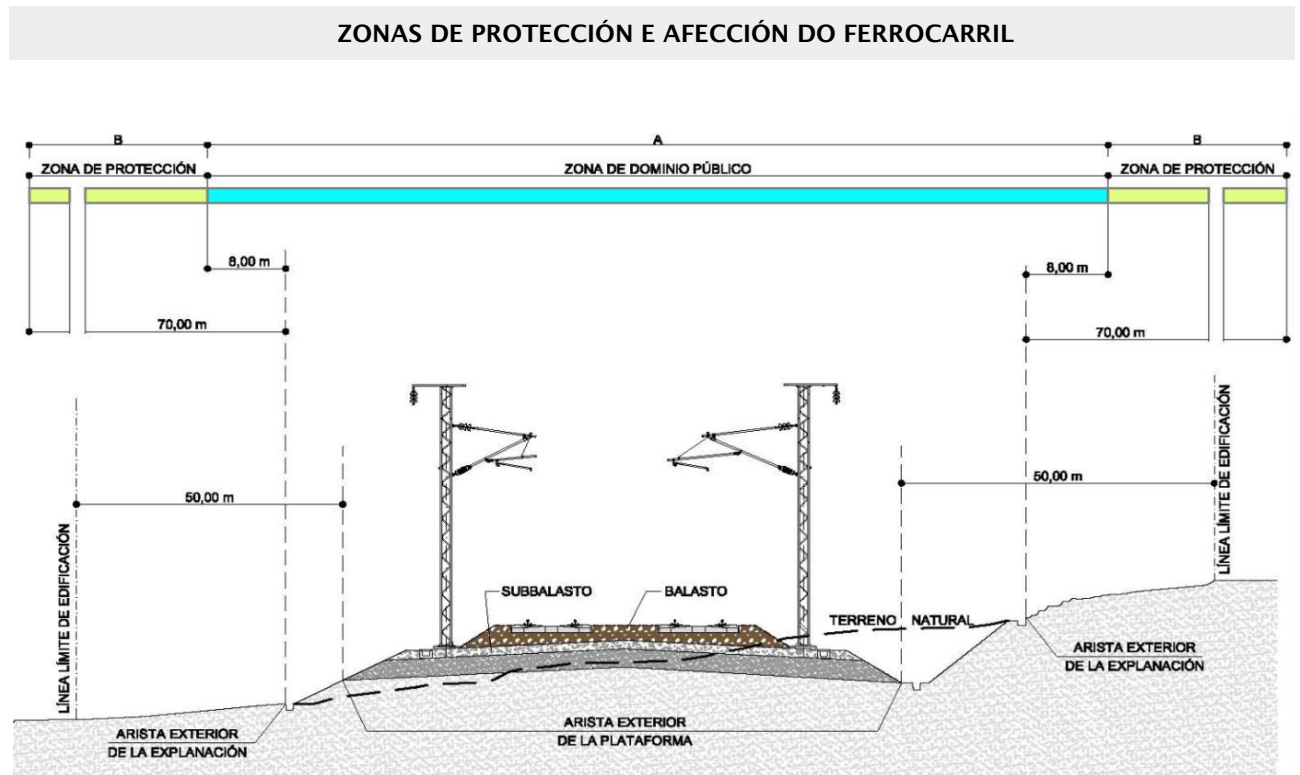 ZONAS DE PROTECCIÓN E AFECCIÓN DO FERROCARRIL
B
A
B
ZONA DE PROTECCIÓN
ZONA DE DOMINIO PÚBLICO
ZONA DE PROTECCIÓN
8,00 m
8,00 m
70,00 m
70,00 m
50,00 m
50,00 m
LÍNEA LÍMITE DE EDIFICACIÓN
LÍNEA LÍMITE DE EDIFICACIÓN
SUBBALASTO
BALASTO
TERRENO NATURAL
ARISTA EXTERIOR
DE LA EXPLANACIÓN
ARISTA EXTERIOR
DE LA PLATAFORMA
ARISTA EXTERIOR
DE LA EXPLANACIÓN